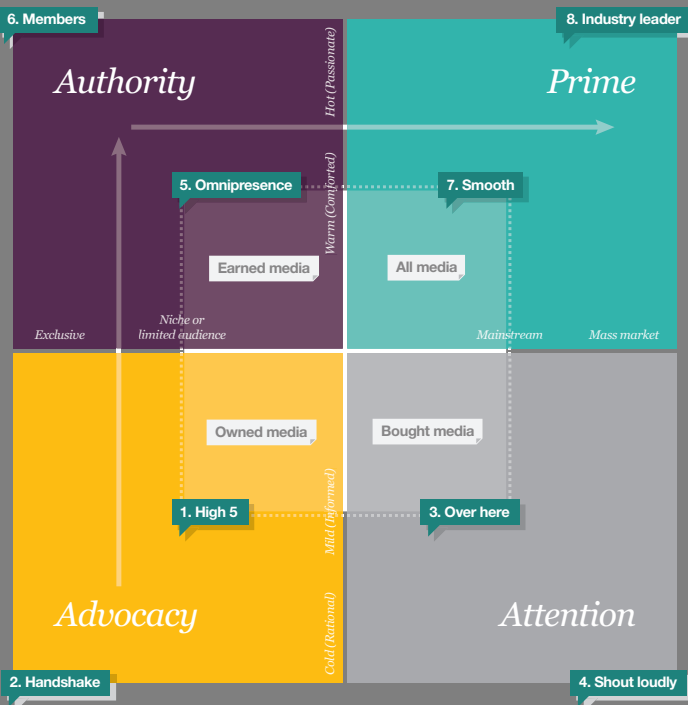 6. Members
8. Industry leader
Authority
Prime
Hot (Passionate)
Warm (Comforted)
5. Omnipresence
7. Smooth
Earned media
All media
Exclusive
Niche or
limited audience
Mainstream
Mass market
Owned media
Bought media
Mild (Informed)
1. High 5
3. Over here
Cold (Rational)
Advocacy
Attention
2. Handshake
4. Shout loudly